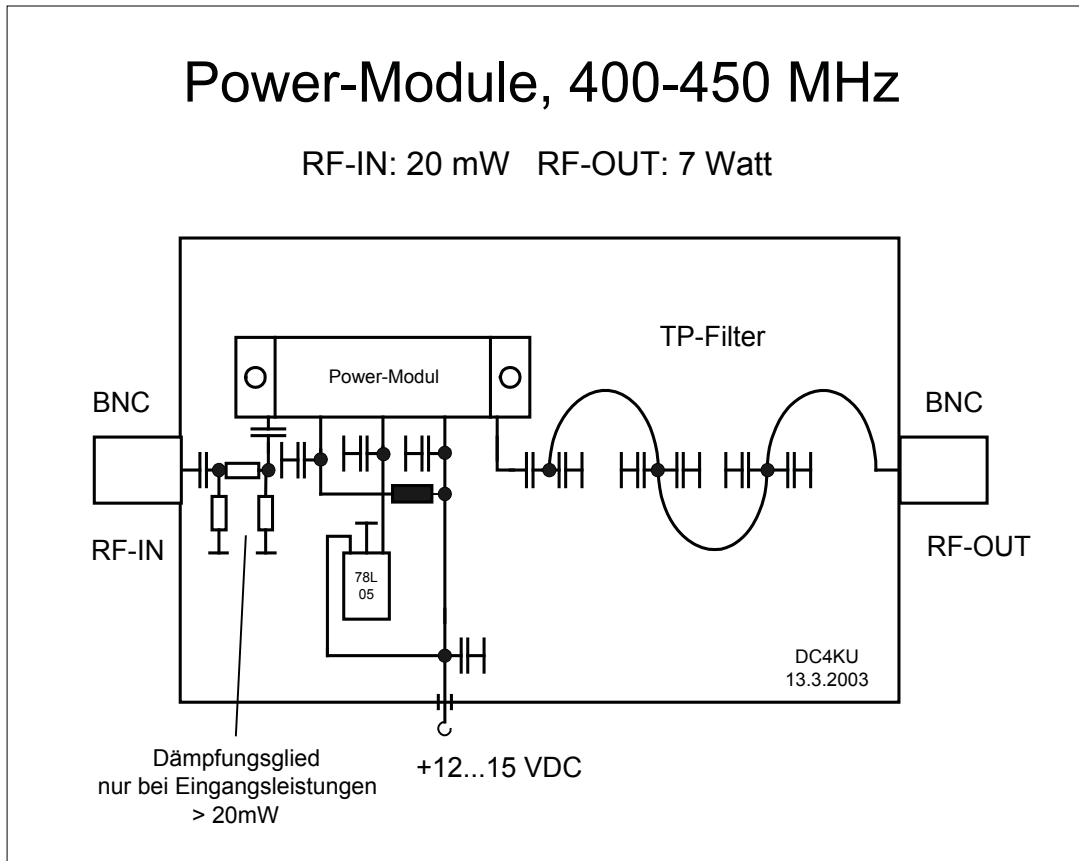 Power-Module, 400-450 MHz
RF-IN: 20 mW RF-OUT: 7 Watt
TP-Filter
Power-Modul
BNC
BNC
RF-IN
RF-OUT
78L
05
DC4KU
13.3.2003
Dämpfungsglied
nur bei Eingangsleistungen
> 20mW
+12...15 VDC